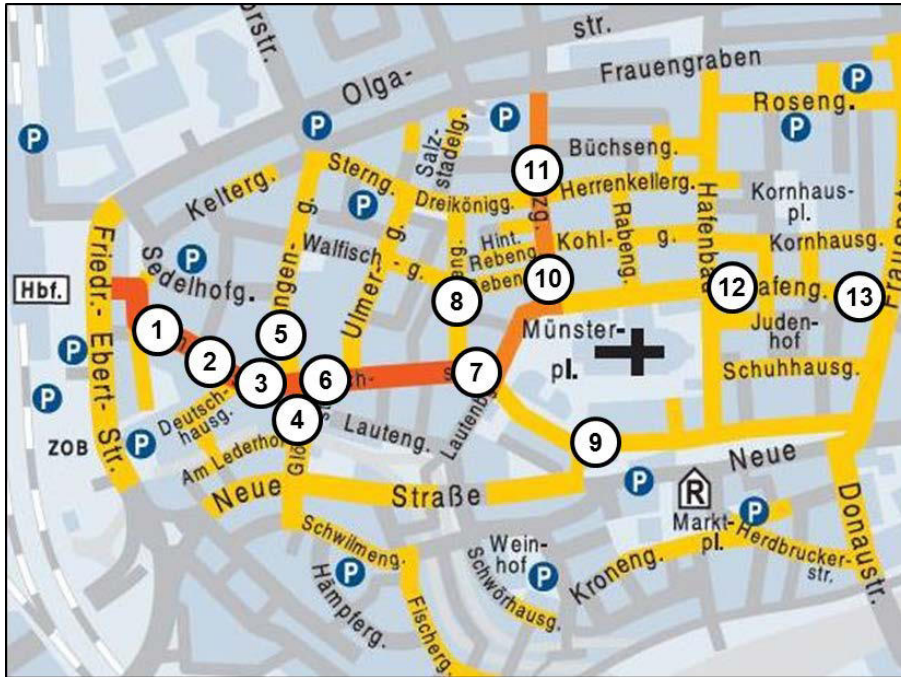 Olga-
str.
Frauengraben
P
P
P
P
P
Roseng.
Salz-
stadelg.
Büchseng.
11
Sterng.
Kelterg.
Dreikönigg.
Herrenkellerg.
Kornhaus-
pl.
P
Friedr.-Ebert-Str.
Sedelhofg.
P
Walfisch-
g.
Ulmer-
g.
Hint.
Rebeng.
Kohl-
g.
Rabeng.
Kornhausg.
Hbf.
10
12
13
8
1
5
2
3
6
7
4
Münster-
pl.
Juden-
hof
Schuhhausg.
P
P
Deutsch-
hausg.
Lauteng.
ZOB
P
Am Lederhof
9
Neue
Straße
Neue
P
R
Markt-
pl.
P
Donaustr.
Schwilmeng.
Wein-
hof
P
Schwörhausg.
Kroneng.
Herdbrucker-
str.
P
Hämpferg.
Fischerg.